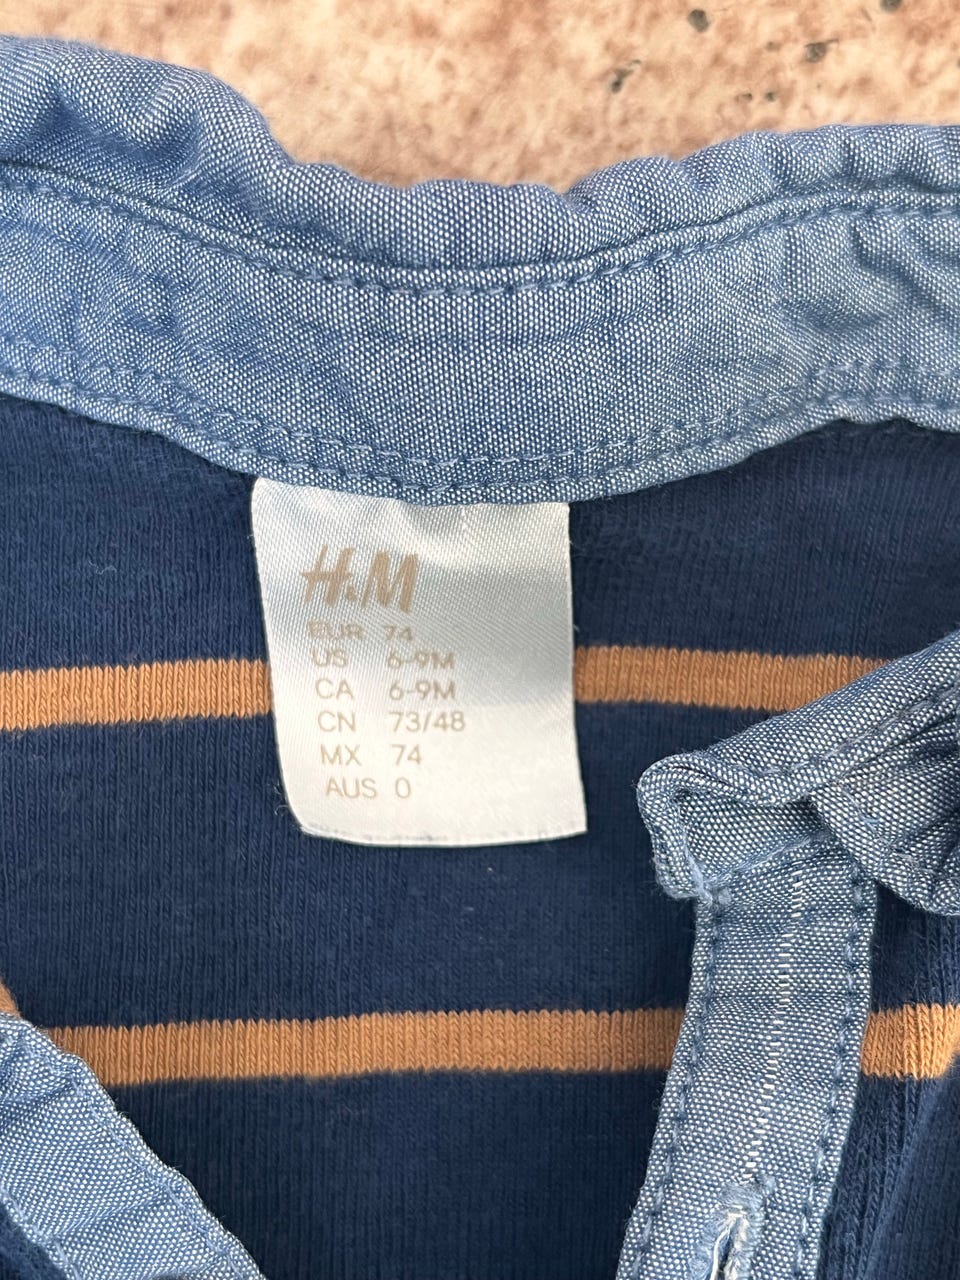 H&M
EUR 74
US 6-9M
CA 6-9M
CN 73/48
MX 74
AUS 0